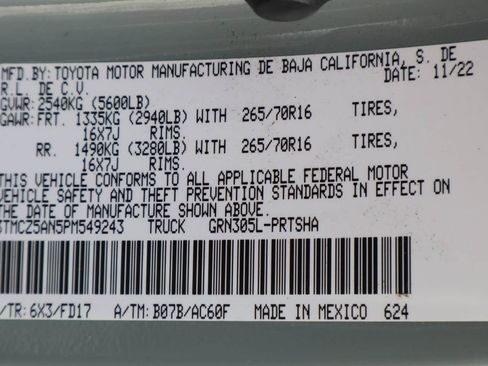 MFD.BY: TOYOTA MOTOR MANUFACTURING DE BAJA CALIFORNIA, S. DE
R.L. DE C.V. DATE: 11/22
GVWR: 2540KG (5600LB)
GAWR: FRT. 1335KG (2940LB) WITH 265/70R16 TIRES,
16X7J RIMS.
RR. 1490KG (3280LB) WITH 265/70R16 TIRES,
16X7J RIMS.
THIS VEHICLE CONFORMS TO ALL APPLICABLE FEDERAL MOTOR
VEHICLE SAFETY AND THEFT PREVENTION STANDARDS IN EFFECT ON
THE DATE OF MANUFACTURE SHOWN ABOVE.
3TMCZ5AN5PM549243 TRUCK GRN305L-PRTSHA
/TR: 6X3/FD17 A/TM: B07B/AC60F MADE IN MEXICO 624